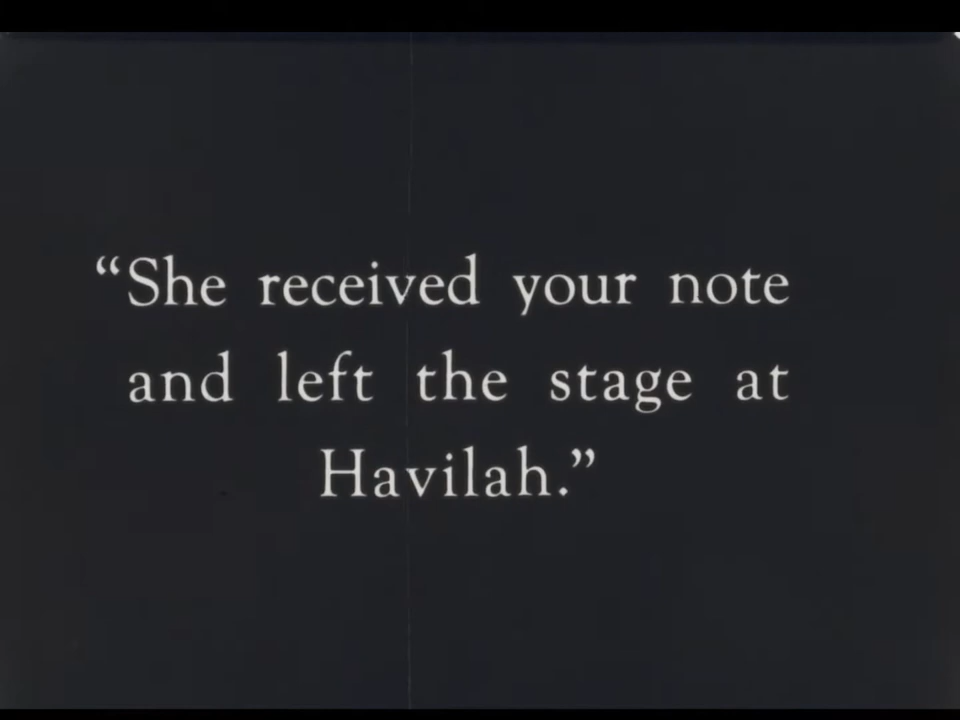 “She received your note
and left the stage at
Havilah.”